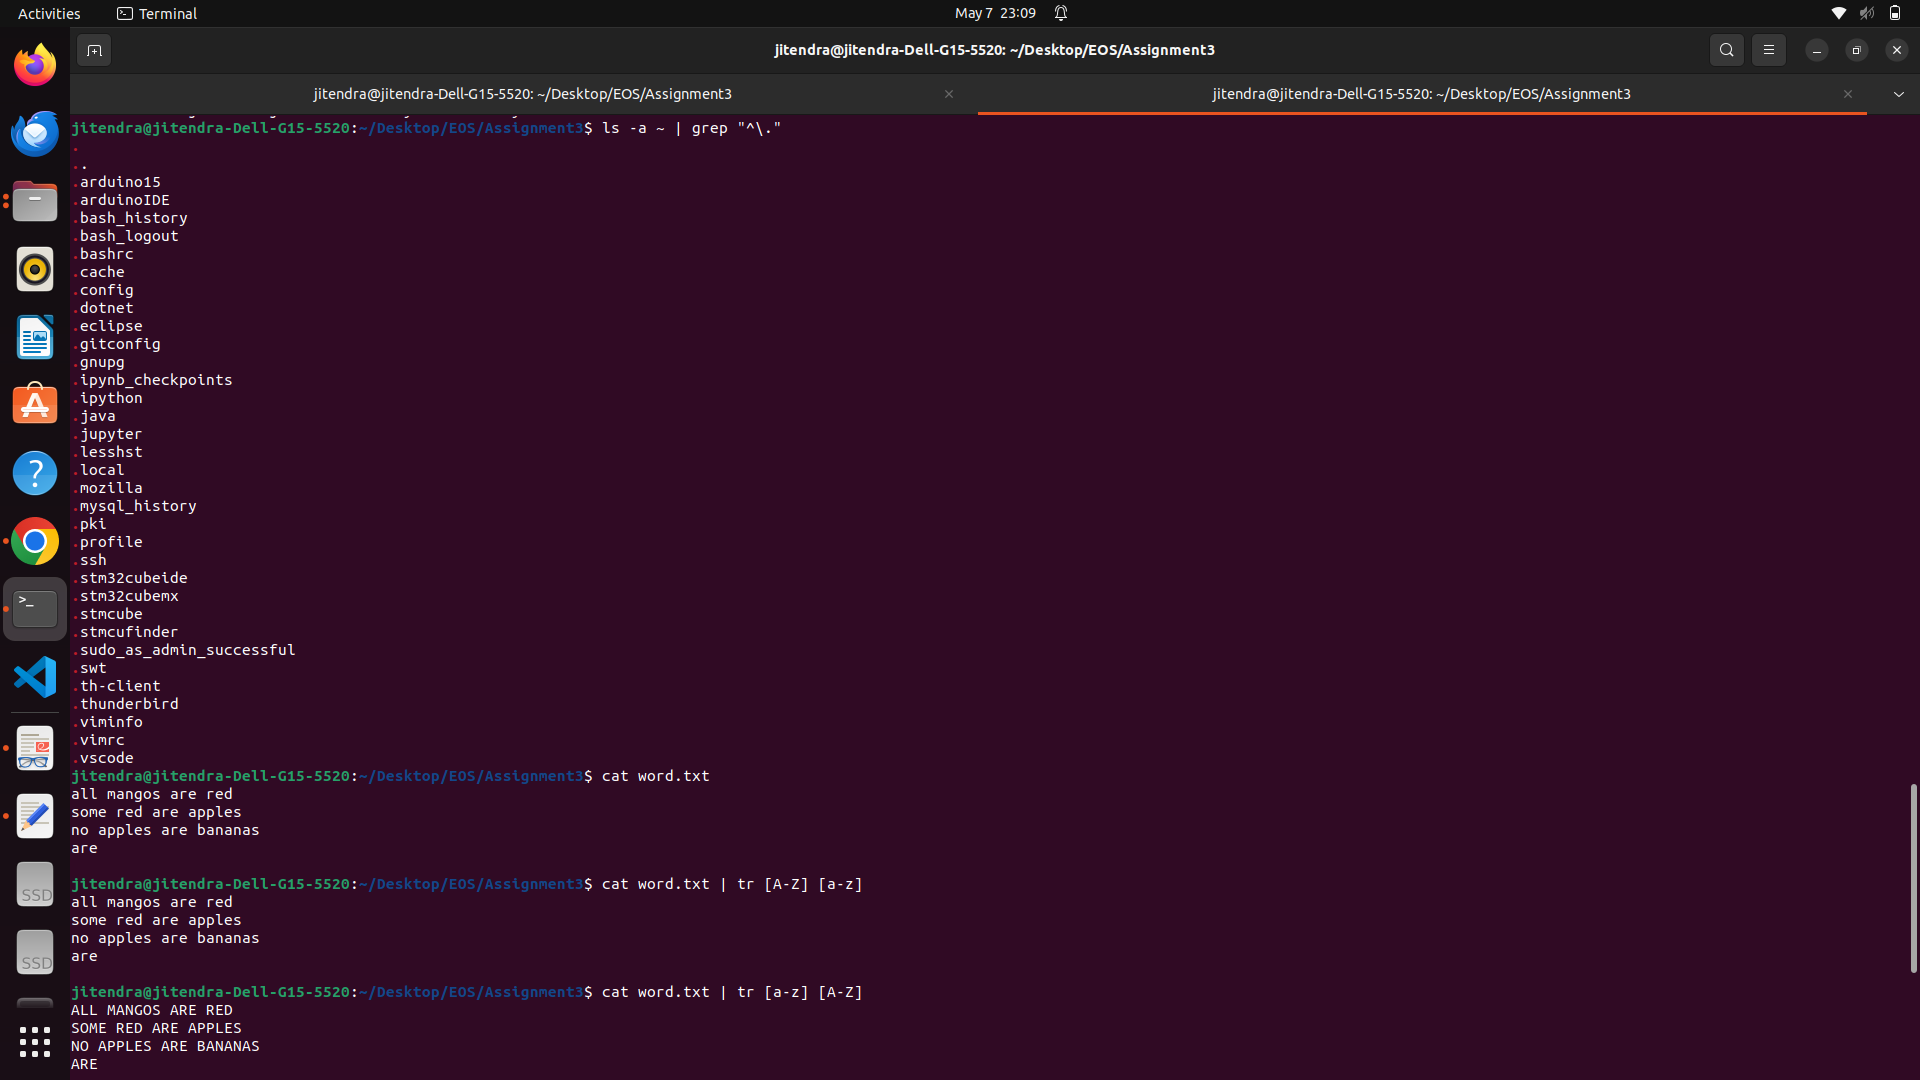 Activities
Terminal
May 7 23:09
jitendra@jitendra-Dell-G15-5520: ~/Desktop/EOS/Assignment3
jitendra@jitendra-Dell-G15-5520: ~/Desktop/EOS/Assignment3
jitendra@jitendra-Dell-G15-5520: ~/Desktop/EOS/Assignment3
jitendra@jitendra-Dell-G15-5520:~/Desktop/EOS/Assignment3$ ls -a ~ | grep "^\."
.
..
.arduino15
.arduinoIDE
.bash_history
.bash_logout
.bashrc
.cache
.config
.dotnet
.eclipse
.gitconfig
.gnupg
.ipynb_checkpoints
.ipython
.java
.jupyter
.lesshst
.local
.mozilla
.mysql_history
.pki
.profile
.ssh
.stm32cubeide
.stm32cubemx
.stmcube
.stmcufinder
.sudo_as_admin_successful
.swt
.th-client
.thunderbird
.viminfo
.vimrc
.vscode
jitendra@jitendra-Dell-G15-5520:~/Desktop/EOS/Assignment3$ cat word.txt
all mangos are red
some red are apples
no apples are bananas
are
jitendra@jitendra-Dell-G15-5520:~/Desktop/EOS/Assignment3$ cat word.txt | tr [A-Z] [a-z]
all mangos are red
some red are apples
no apples are bananas
are
jitendra@jitendra-Dell-G15-5520:~/Desktop/EOS/Assignment3$ cat word.txt | tr [a-z] [A-Z]
ALL MANGOS ARE RED
SOME RED ARE APPLES
NO APPLES ARE BANANAS
ARE
SSD
SSD